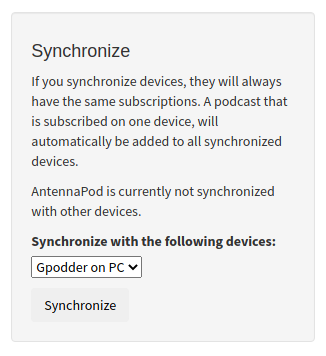 Synchronize
If you synchronize devices, they will always
have the same subscriptions. A podcast that
is subscribed on one device, will
automatically be added to all synchronized
devices.
AntennaPod is currently not synchronized
with other devices.
Synchronize with the following devices:
Gpodder on PC
Synchronize